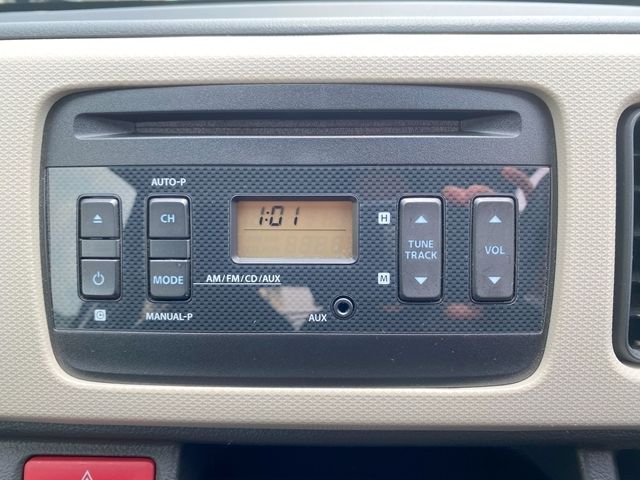 AUTO-P
CH
1:01
H
TUNE
TRACK
VOL
MODE
AM/FM/CD/AUX
M
MANUAL-P
AUX